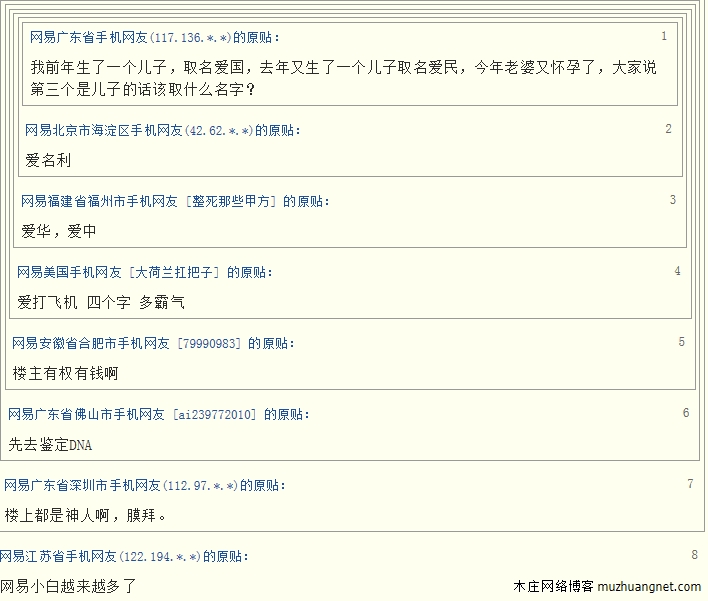 网易广东省手机网友(117.136.*.*)的原贴： 1
我前年生了一个儿子，取名爱国，去年又生了一个儿子取名爱民，今年老婆又怀孕了，大家说
第三个是儿子的话该取什么名字？
网易北京市海淀区手机网友(42.62.*.*)的原贴： 2
爱名利
网易福建省福州市手机网友 [整死那些甲方] 的原贴： 3
爱华，爱中
网易美国手机网友 [大荷兰扛把子] 的原贴： 4
爱打飞机 四个字 多霸气
网易安徽省合肥市手机网友 [79990983] 的原贴： 5
楼主有权有钱啊
网易广东省佛山市手机网友 [ai239772010] 的原贴： 6
先去鉴定DNA
网易广东省深圳市手机网友(112.97.*.*)的原贴： 7
楼上都是神人啊，膜拜。
网易江苏省手机网友(122.194.*.*)的原贴： 8
网易小白越来越多了
木庄网络博客 muzhuangnet.com